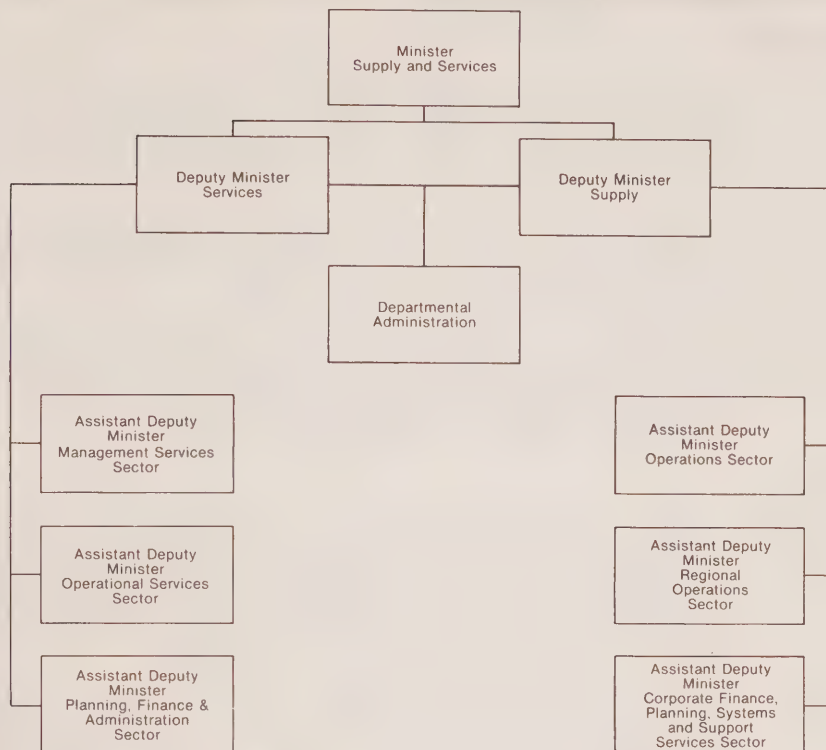 Minister
Supply and Services
Deputy Minister
Services
Deputy Minister
Supply
Departmental
Administration
Assistant Deputy
Minister
Management Services
Sector
Assistant Deputy
Minister
Operations Sector
Assistant Deputy
Minister
Operational Services
Sector
Assistant Deputy
Minister
Regional
Operations
Sector
Assistant Deputy
Minister
Planning, Finance &
Administration
Sector
Assistant Deputy
Minister
Corporate Finance,
Planning, Systems
and Support
Services Sector